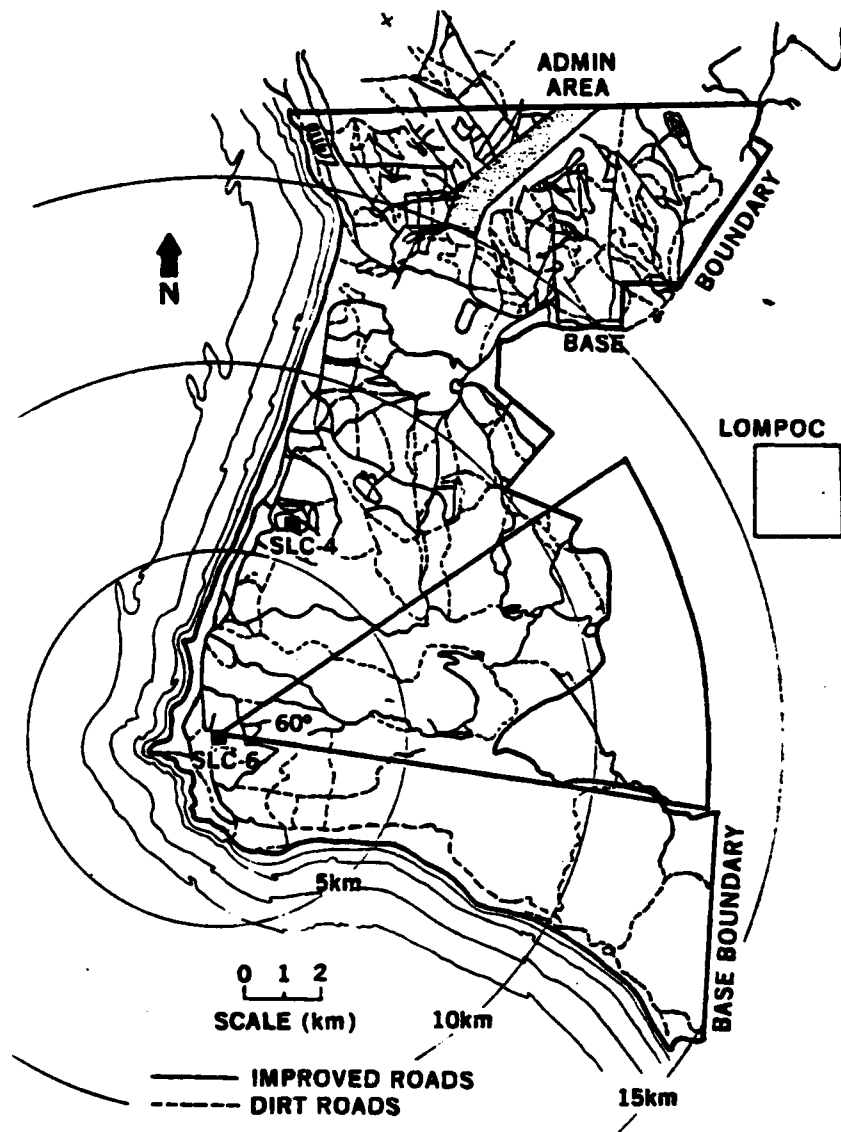 ADMIN
AREA
N
BOUNDARY
BASE
LOMPOC
SLC-4
60°
SLC-6
5km
BASE BOUNDARY
0 1 2
SCALE (km)
10km
IMPROVED ROADS
DIRT ROADS
15km